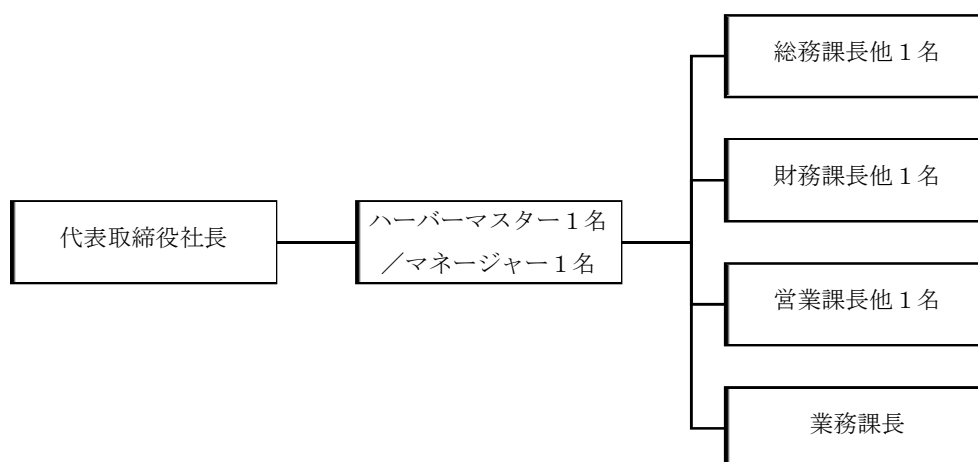 総務課長他１名
財務課長他１名
代表取締役社長
ハーバーマスター１名
／マネージャー１名
営業課長他１名
業務課長